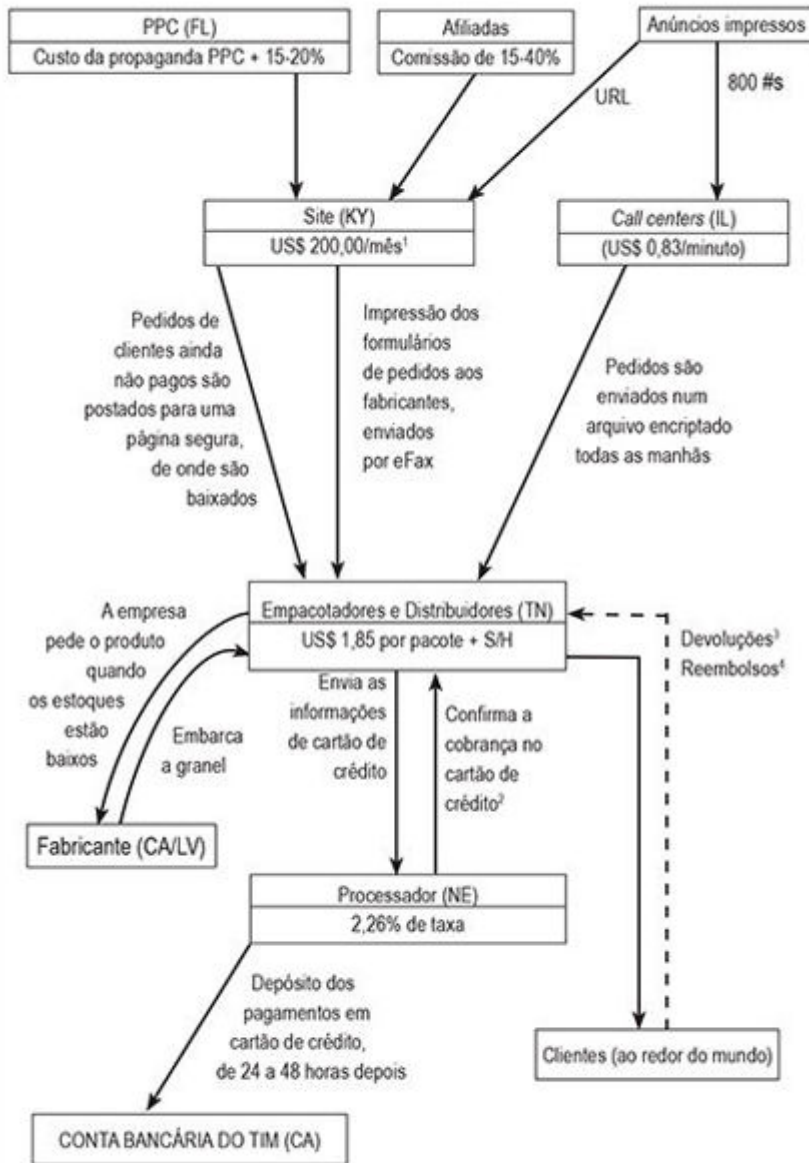 PPC (FL)
Custo da propaganda PPC + 15-20%
Afiliadas
Comissão de 15-40%
Anúncios impressos
URL
800 #s
Site (KY)
US$ 200,00/mês¹
Call centers (IL)
(US$ 0,83/minuto)
Pedidos de
clientes ainda
não pagos são
postados para uma
página segura,
de onde são
baixados
Impressão dos
formulários
de pedidos aos
fabricantes,
enviados
por eFax
Pedidos são
enviados num
arquivo encriptado
todas as manhãs
Empacotadores e Distribuidores (TN)
US$ 1,85 por pacote + S/H
A empresa
pede o produto
quando
os estoques
estão
baixos
Embarca
a granel
Envia as
informações
de cartão de
crédito
Confirma a
cobrança no
cartão de
crédito²
Devoluções³
Reembolsos⁴
Fabricante (CA/LV)
Processador (NE)
2,26% de taxa
Depósito dos
pagamentos em
cartão de crédito,
de 24 a 48 horas depois
Clientes (ao redor do mundo)
CONTA BANCÁRIA DO TIM (CA)